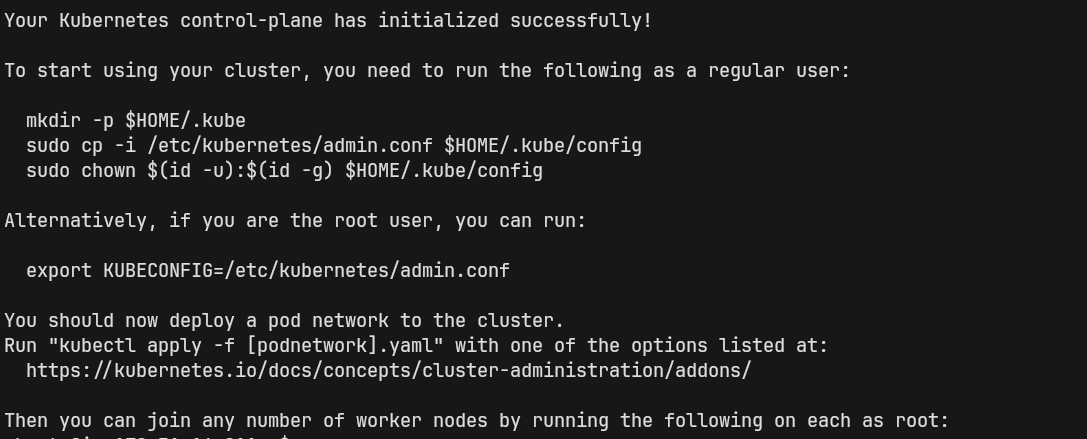 Your Kubernetes control-plane has initialized successfully!
To start using your cluster, you need to run the following as a regular user:
mkdir -p $HOME/.kube
sudo cp -i /etc/kubernetes/admin.conf $HOME/.kube/config
sudo chown $(id -u):$(id -g) $HOME/.kube/config
Alternatively, if you are the root user, you can run:
export KUBECONFIG=/etc/kubernetes/admin.conf
You should now deploy a pod network to the cluster.
Run "kubectl apply -f [podnetwork].yaml" with one of the options listed at:
https://kubernetes.io/docs/concepts/cluster-administration/addons/
Then you can join any number of worker nodes by running the following on each as root: